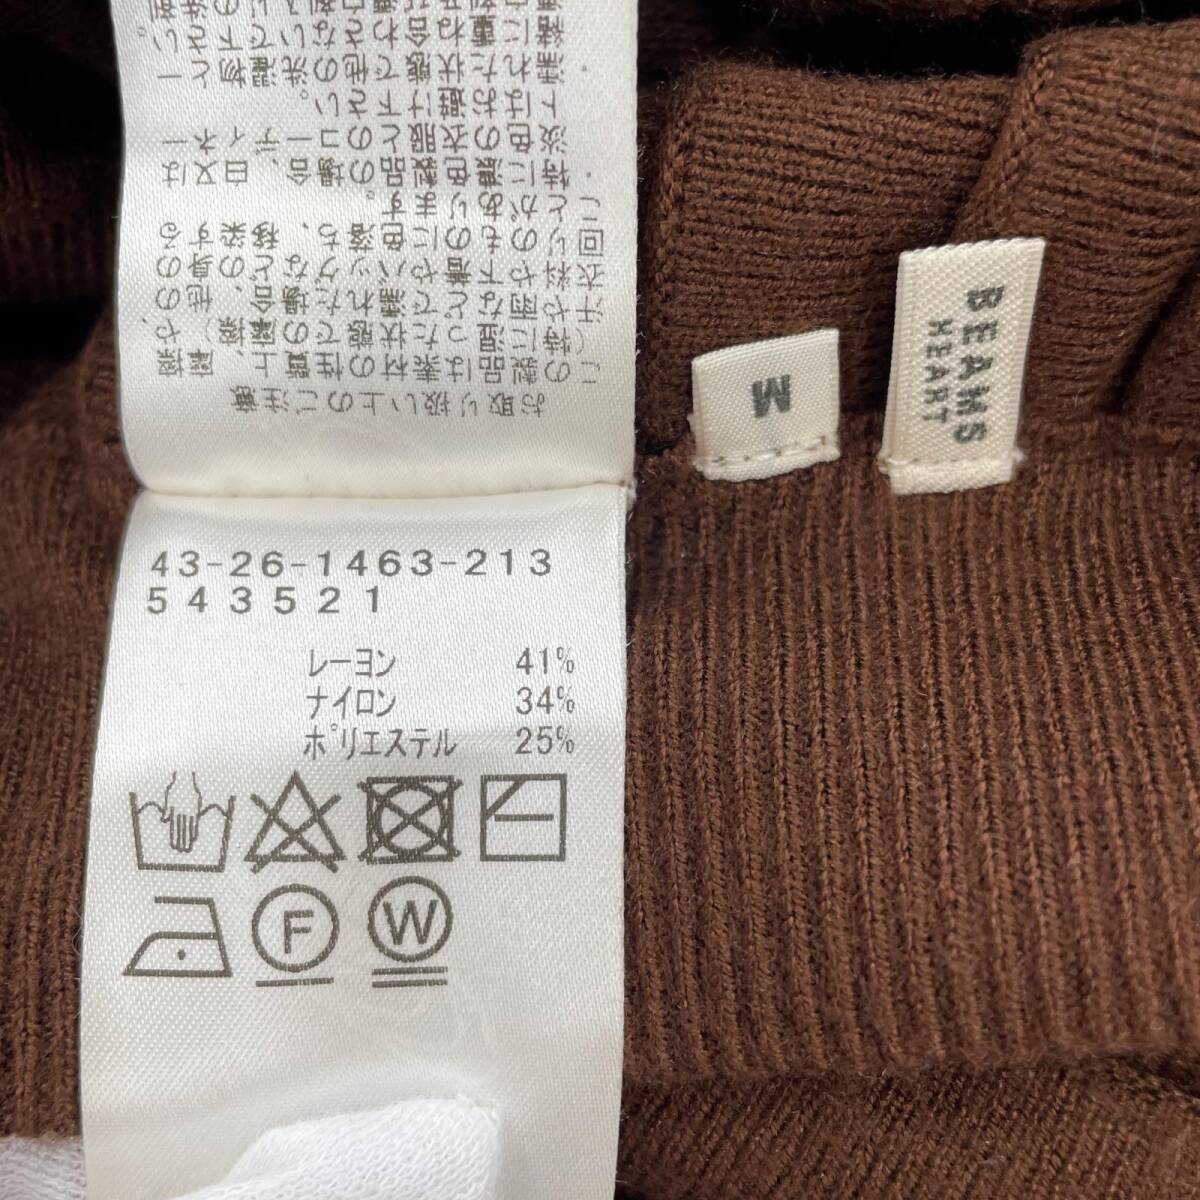 お取り扱い上のご注意
この製品は素材の性質上、摩擦
(特に湿った状態での摩擦)や、
汗や雨などで濡れた場合、他の
衣料や下着やバッグなどの身の
回りのものに色落ち、移染する
ことがあります。
・特に濃色製品の場合、白又は
淡色の衣服とのコーディネー
トはお避け下さい。
・濡れた状態で他の洗濯物と一
緒に重ね合わさないで下さい。
43-26-1463-213
543521
レーヨン 41%
ナイロン 34%
ポリエステル 25%
F
W
M
BEAMS
HEART